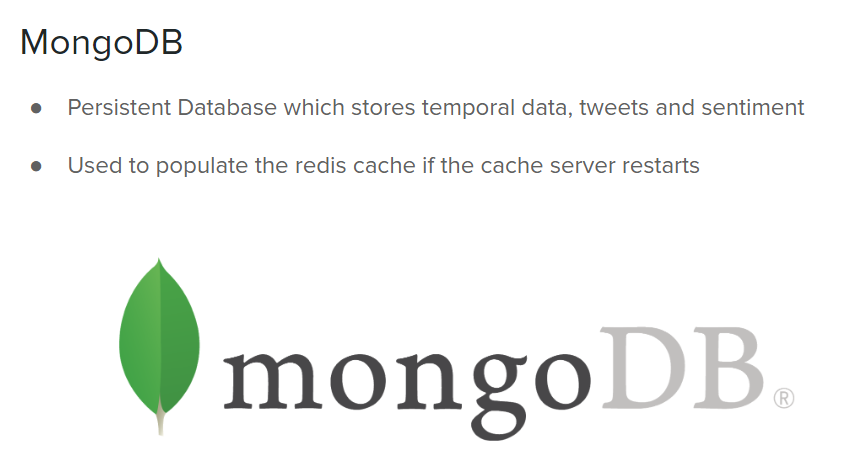 MongoDB
● Persistent Database which stores temporal data, tweets and sentiment
● Used to populate the redis cache if the cache server restarts
mongoDB®